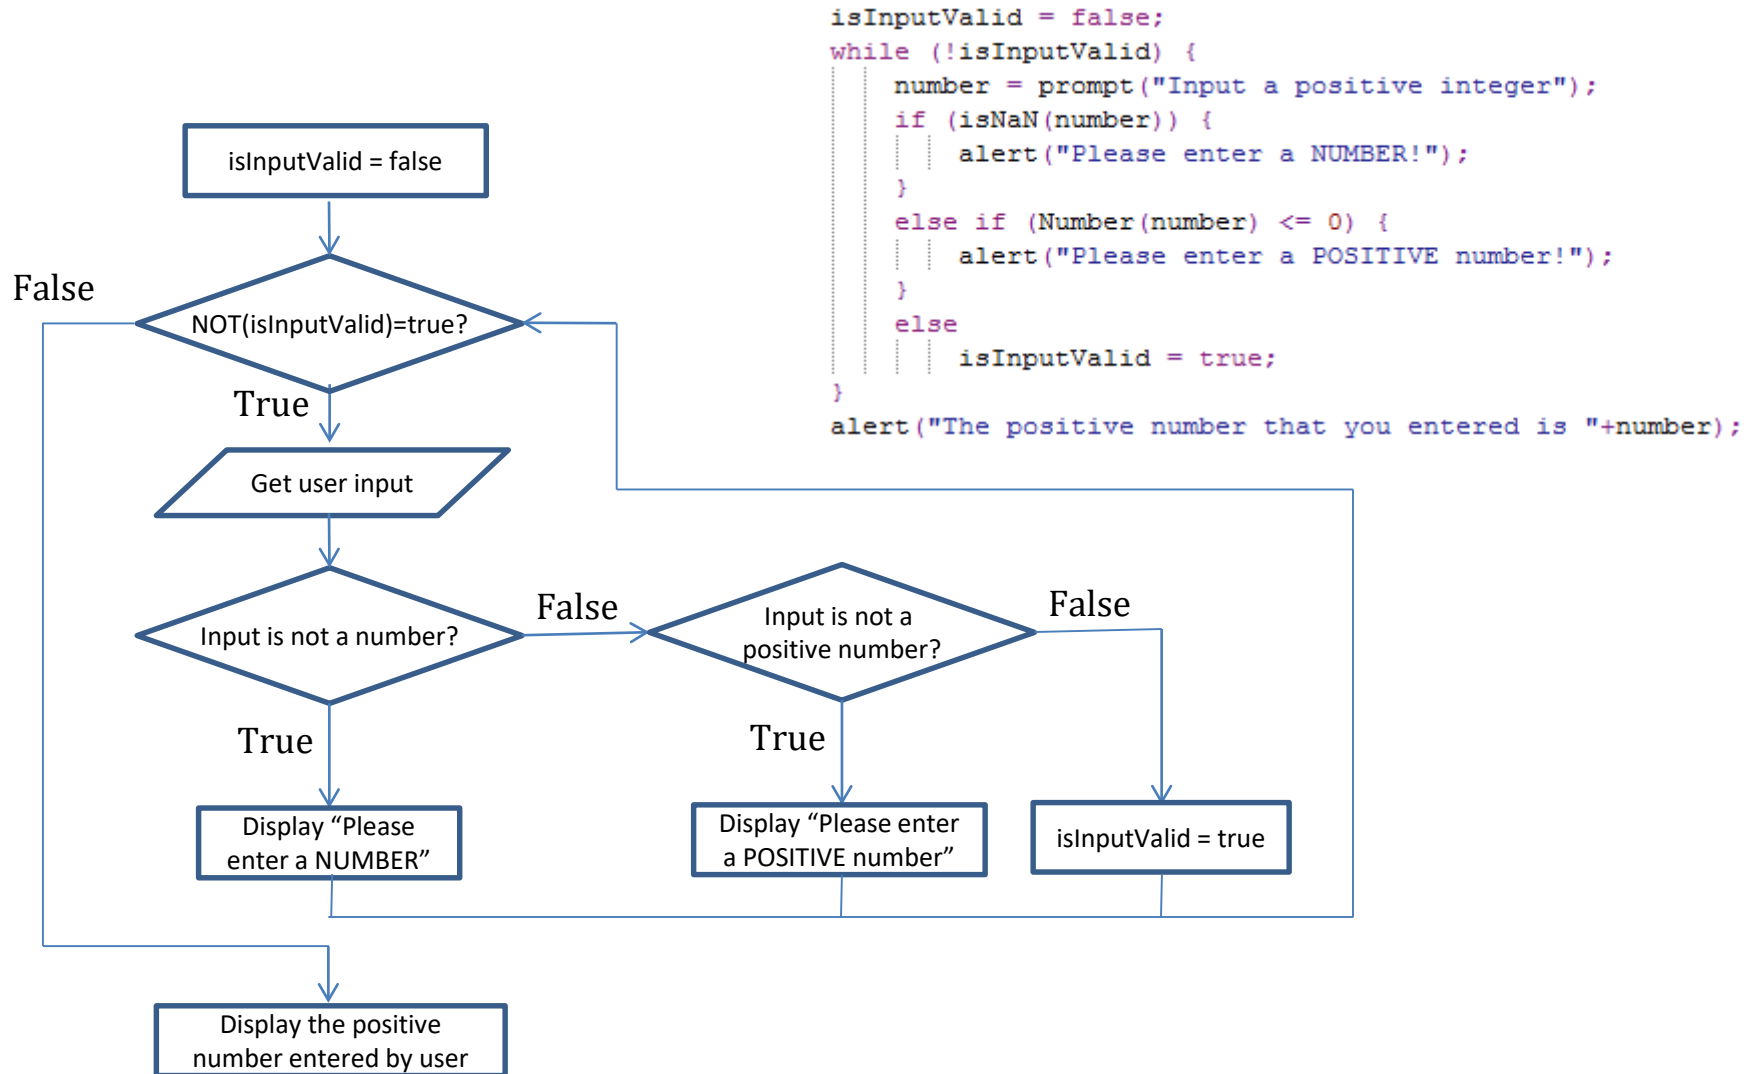 isInputValid = false;
while (!isInputValid) {
number = prompt("Input a positive integer");
if (isNaN(number)) {
alert("Please enter a NUMBER!");
}
else if (Number(number) <= 0) {
alert("Please enter a POSITIVE number!");
}
else
isInputValid = true;
}
alert("The positive number that you entered is "+number);
isInputValid = false
False
NOT(isInputValid)=true?
True
Get user input
Input is not a number?
False
Input is not a
positive number?
False
True
True
Display “Please
enter a NUMBER”
Display “Please enter
a POSITIVE number”
isInputValid = true
Display the positive
number entered by user